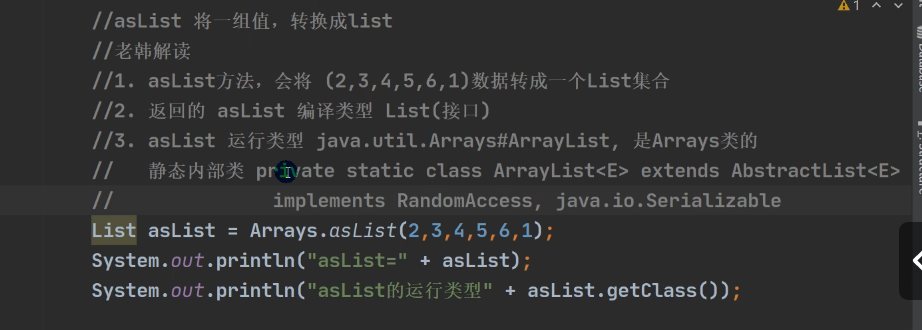 1
//asList 将一组值，转换成list
//老韩解读
//1. asList方法，会将 (2,3,4,5,6,1)数据转成一个List集合
//2. 返回的 asList 编译类型 List(接口)
//3. asList 运行类型 java.util.Arrays#ArrayList, 是Arrays类的
//   静态内部类 private static class ArrayList<E> extends AbstractList<E>
//              implements RandomAccess, java.io.Serializable
List asList = Arrays.asList(2,3,4,5,6,1);
System.out.println("asList=" + asList);
System.out.println("asList的运行类型" + asList.getClass());